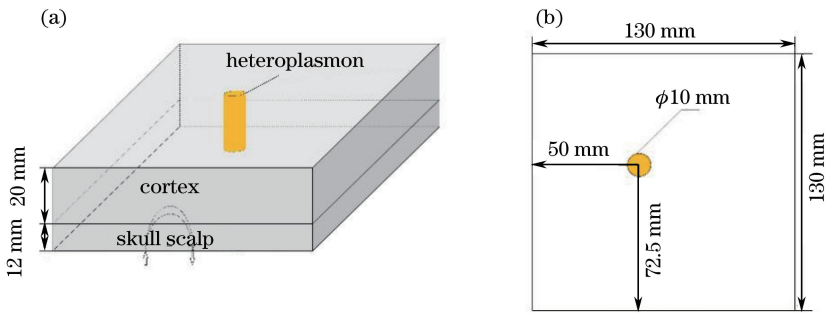 (a)
heteroplasmon
20 mm
cortex
12 mm
skull scalp
(b)
130 mm
ϕ10 mm
50 mm
72.5 mm
130 mm